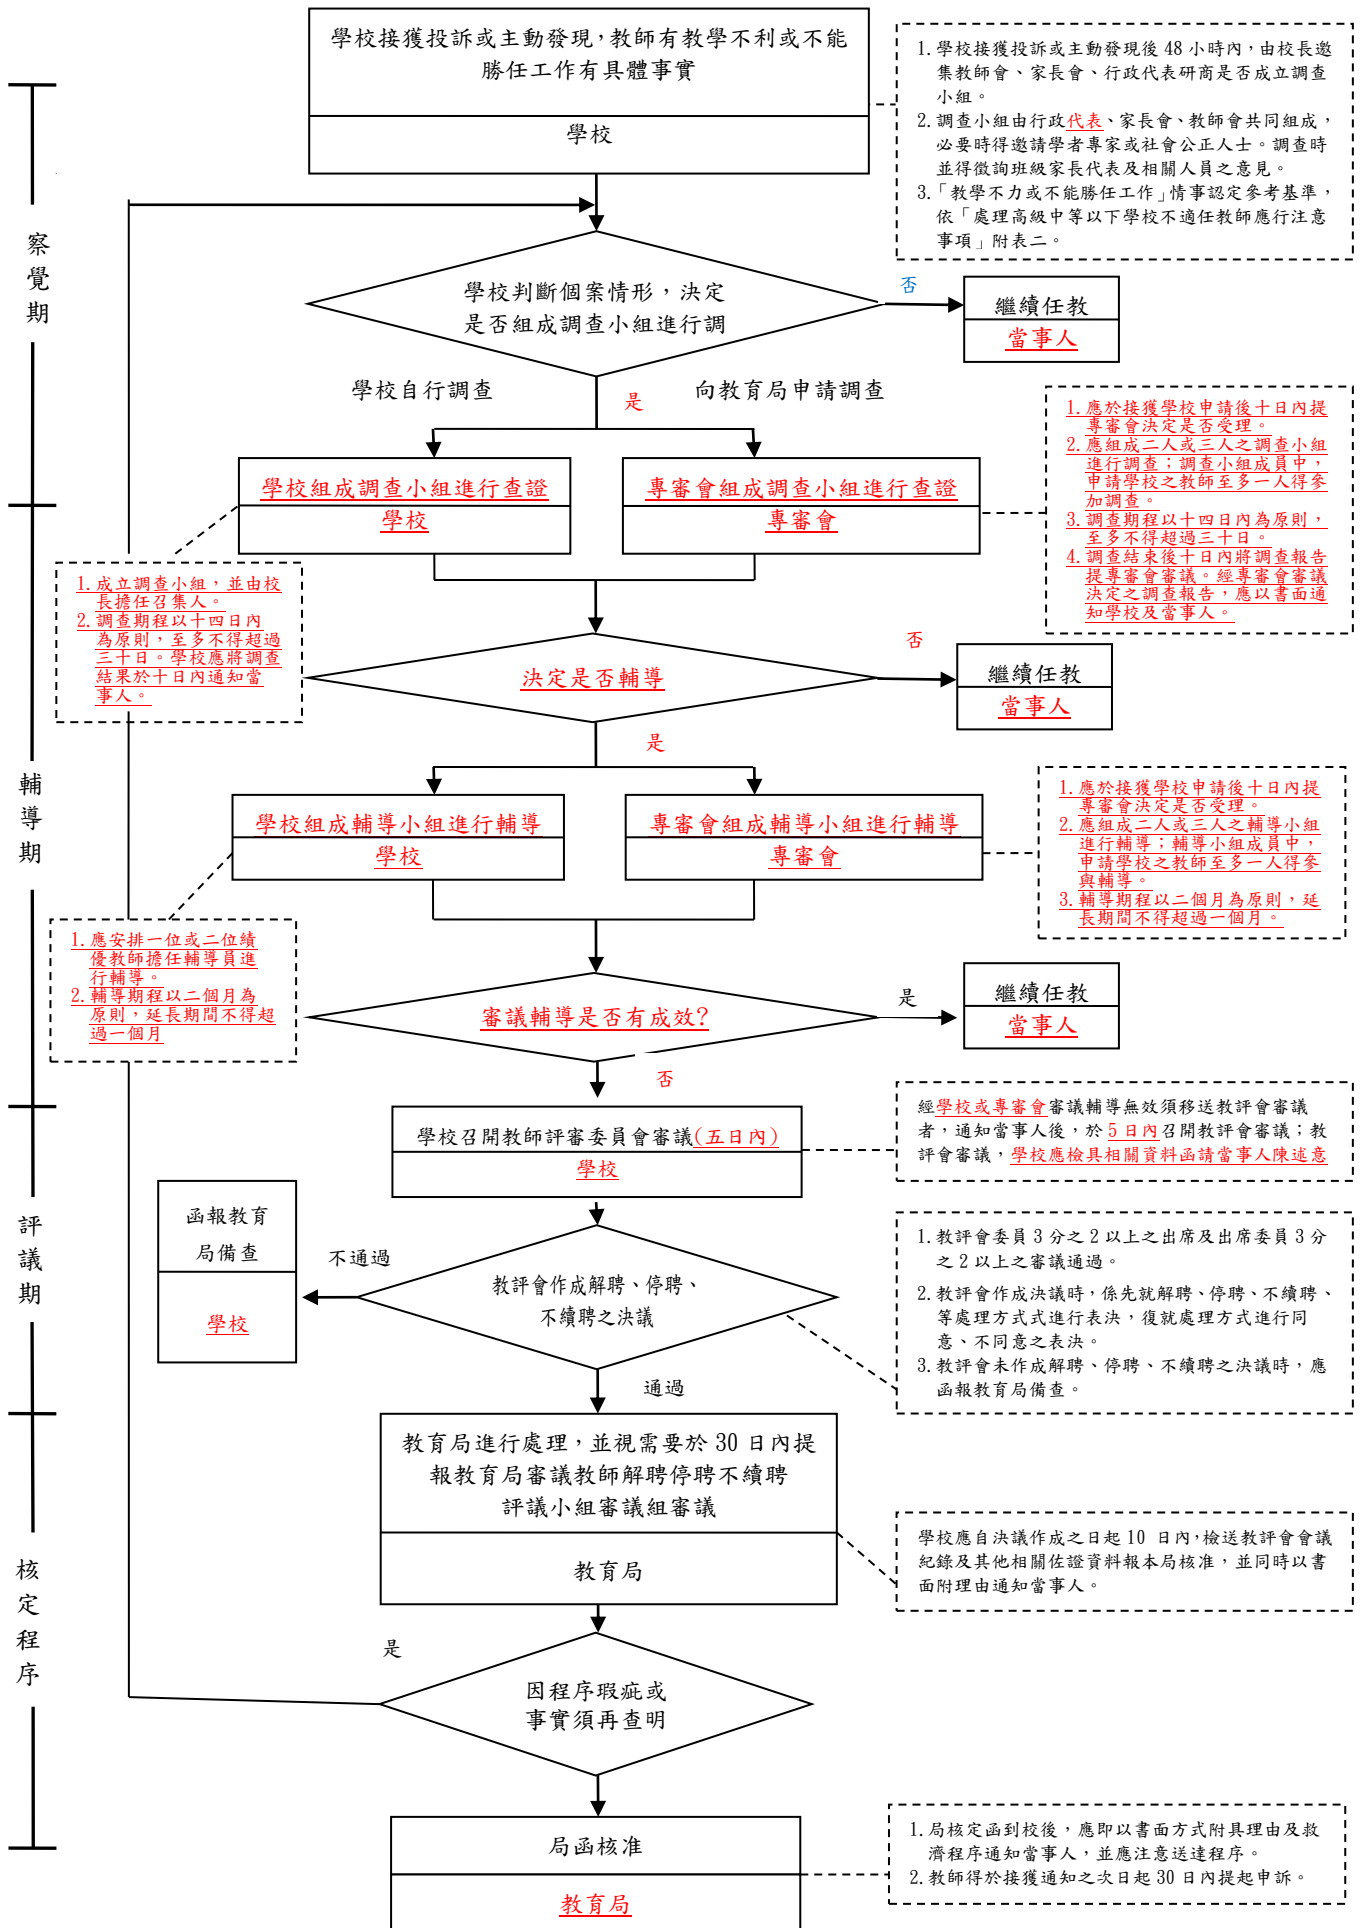 學校接獲投訴或主動發現,教師有教學不利或不能
勝任工作有具體事實
學校
1. 學校接獲投訴或主動發現後 48 小時內,由校長邀
集教師會、家長會、行政代表研商是否成立調查
小組。
2. 調查小組由行政代表、家長會、教師會共同組成,
必要時得邀請學者專家或社會公正人士。調查時
並得徵詢班級家長代表及相關人員之意見。
3.「教學不力或不能勝任工作」情事認定參考基準,
依「處理高級中等以下學校不適任教師應行注意
事項」附表二。
察
覺
期
學校判斷個案情形,決定
是否組成調查小組進行調
否
繼續任教
當事人
學校自行調查
是
向教育局申請調查
學校組成調查小組進行查證
學校
專審會組成調查小組進行查證
專審會
1. 應於接獲學校申請後十日內提
專審會決定是否受理。
2. 應組成二人或三人之調查小組
進行調查;調查小組成員中,
申請學校之教師至多一人得參
加調查。
3. 調查期程以十四日內為原則,
至多不得超過三十日。
4. 調查結束後十日內將調查報告
提專審會審議。經專審會審議
決定之調查報告,應以書面通
知學校及當事人。
1. 成立調查小組,並由校
長擔任召集人。
2. 調查期程以十四日內
為原則,至多不得超過
三十日。學校應將調查
結果於十日內通知當
事人。
決定是否輔導
否
繼續任教
當事人
是
輔
導
期
學校組成輔導小組進行輔導
學校
專審會組成輔導小組進行輔導
專審會
1. 應於接獲學校申請後十日內提
專審會決定是否受理。
2. 應組成二人或三人之輔導小組
進行輔導;輔導小組成員中,
申請學校之教師至多一人得參
與輔導。
3. 輔導期程以二個月為原則,延
長期間不得超過一個月。
1. 應安排一位或二位績
優教師擔任輔導員進
行輔導。
2. 輔導期程以二個月為
原則,延長期間不得超
過一個月
審議輔導是否有成效?
是
繼續任教
當事人
否
學校召開教師評審委員會審議(五日內)
學校
經學校或專審會審議輔導無效須移送教評會審議
者,通知當事人後,於 5 日內召開教評會審議;教
評會審議,學校應檢具相關資料函請當事人陳述意
評
議
期
函報教育
局備查
學校
不通過
教評會作成解聘、停聘、
不續聘之決議
1. 教評會委員 3 分之 2 以上之出席及出席委員 3 分
之 2 以上之審議通過。
2. 教評會作成決議時,係先就解聘、停聘、不續聘、
等處理方式式進行表決,復就處理方式進行同
意、不同意之表決。
3. 教評會未作成解聘、停聘、不續聘之決議時,應
函報教育局備查。
通過
教育局進行處理,並視需要於 30 日內提
報教育局審議教師解聘停聘不續聘
評議小組審議組審議
教育局
學校應自決議作成之日起 10 日內,檢送教評會會議
紀錄及其他相關佐證資料報本局核准,並同時以書
面附理由通知當事人。
核
定
程
序
是
因程序瑕疵或
事實須再查明
局函核准
教育局
1. 局核定函到校後,應即以書面方式附具理由及救
濟程序通知當事人,並應注意送達程序。
2. 教師得於接獲通知之次日起 30 日內提起申訴。